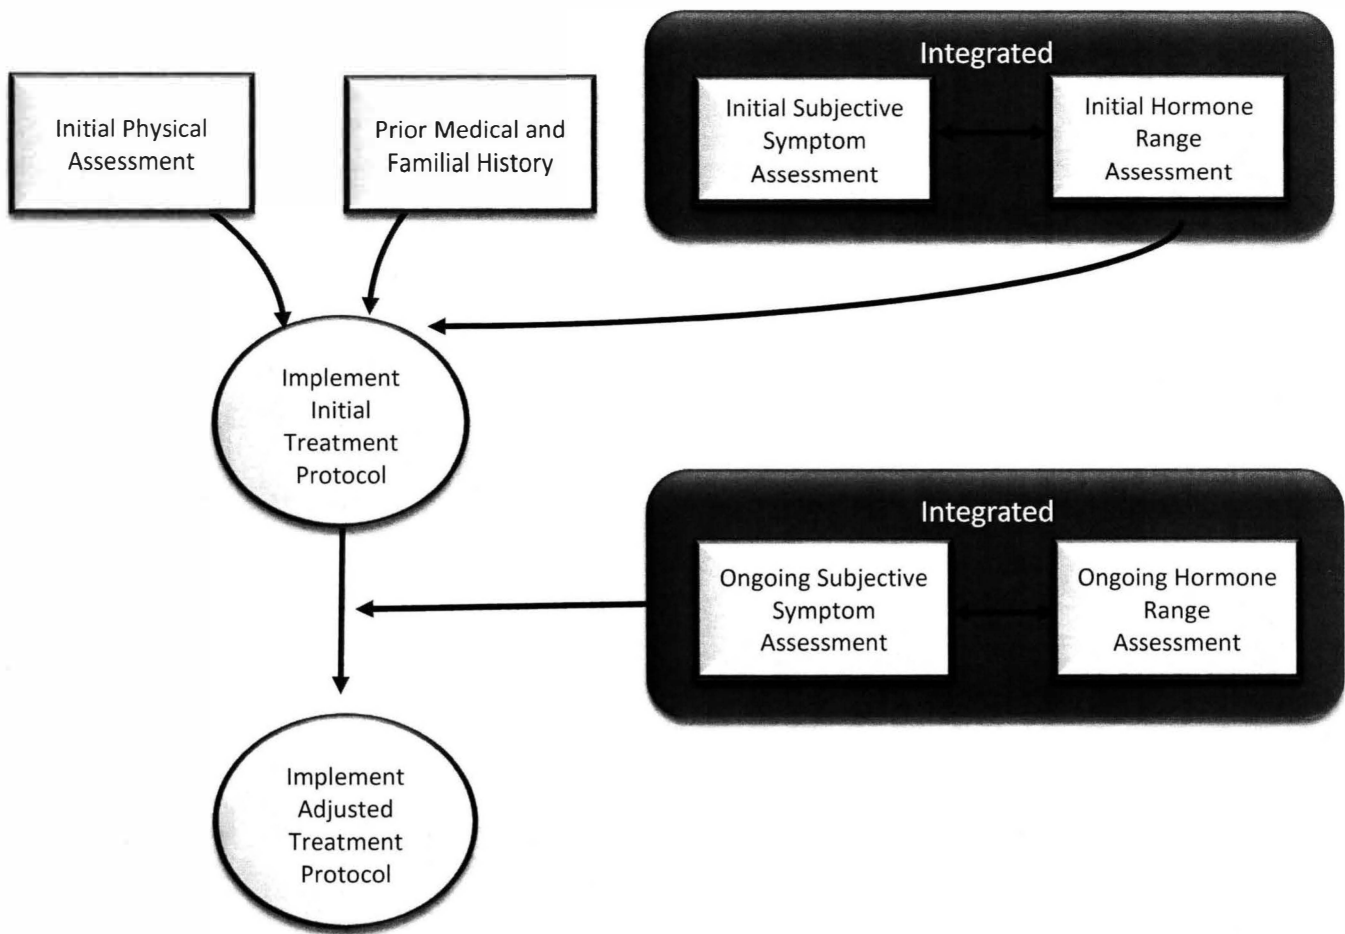 Initial Physical
Assessment
Prior Medical and
Familial History
Integrated
Initial Subjective
Symptom
Assessment
Initial Hormone
Range
Assessment
Implement
Initial
Treatment
Protocol
Integrated
Ongoing Subjective
Symptom
Assessment
Ongoing Hormone
Range
Assessment
Implement
Adjusted
Treatment
Protocol